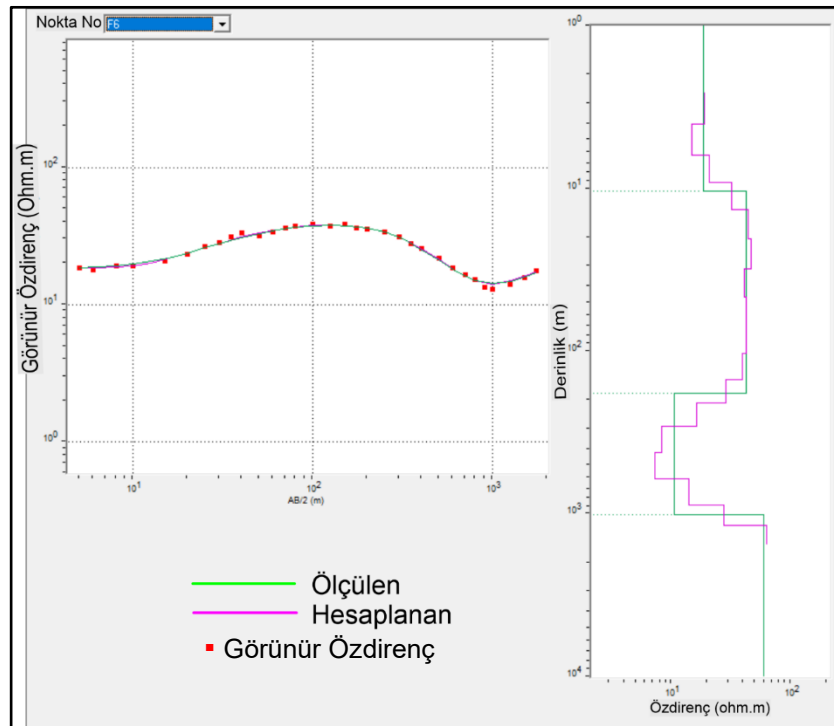 Nokta No F6
Görünür Özdirenç (Ohm.m)
10²
10¹
10⁰
10¹
10²
10³
AB/2 (m)
Derinlik (m)
10⁰
10¹
10²
10³
10⁴
10¹
10²
Özdirenç (ohm.m)
Ölçülen
Hesaplanan
Görünür Özdirenç